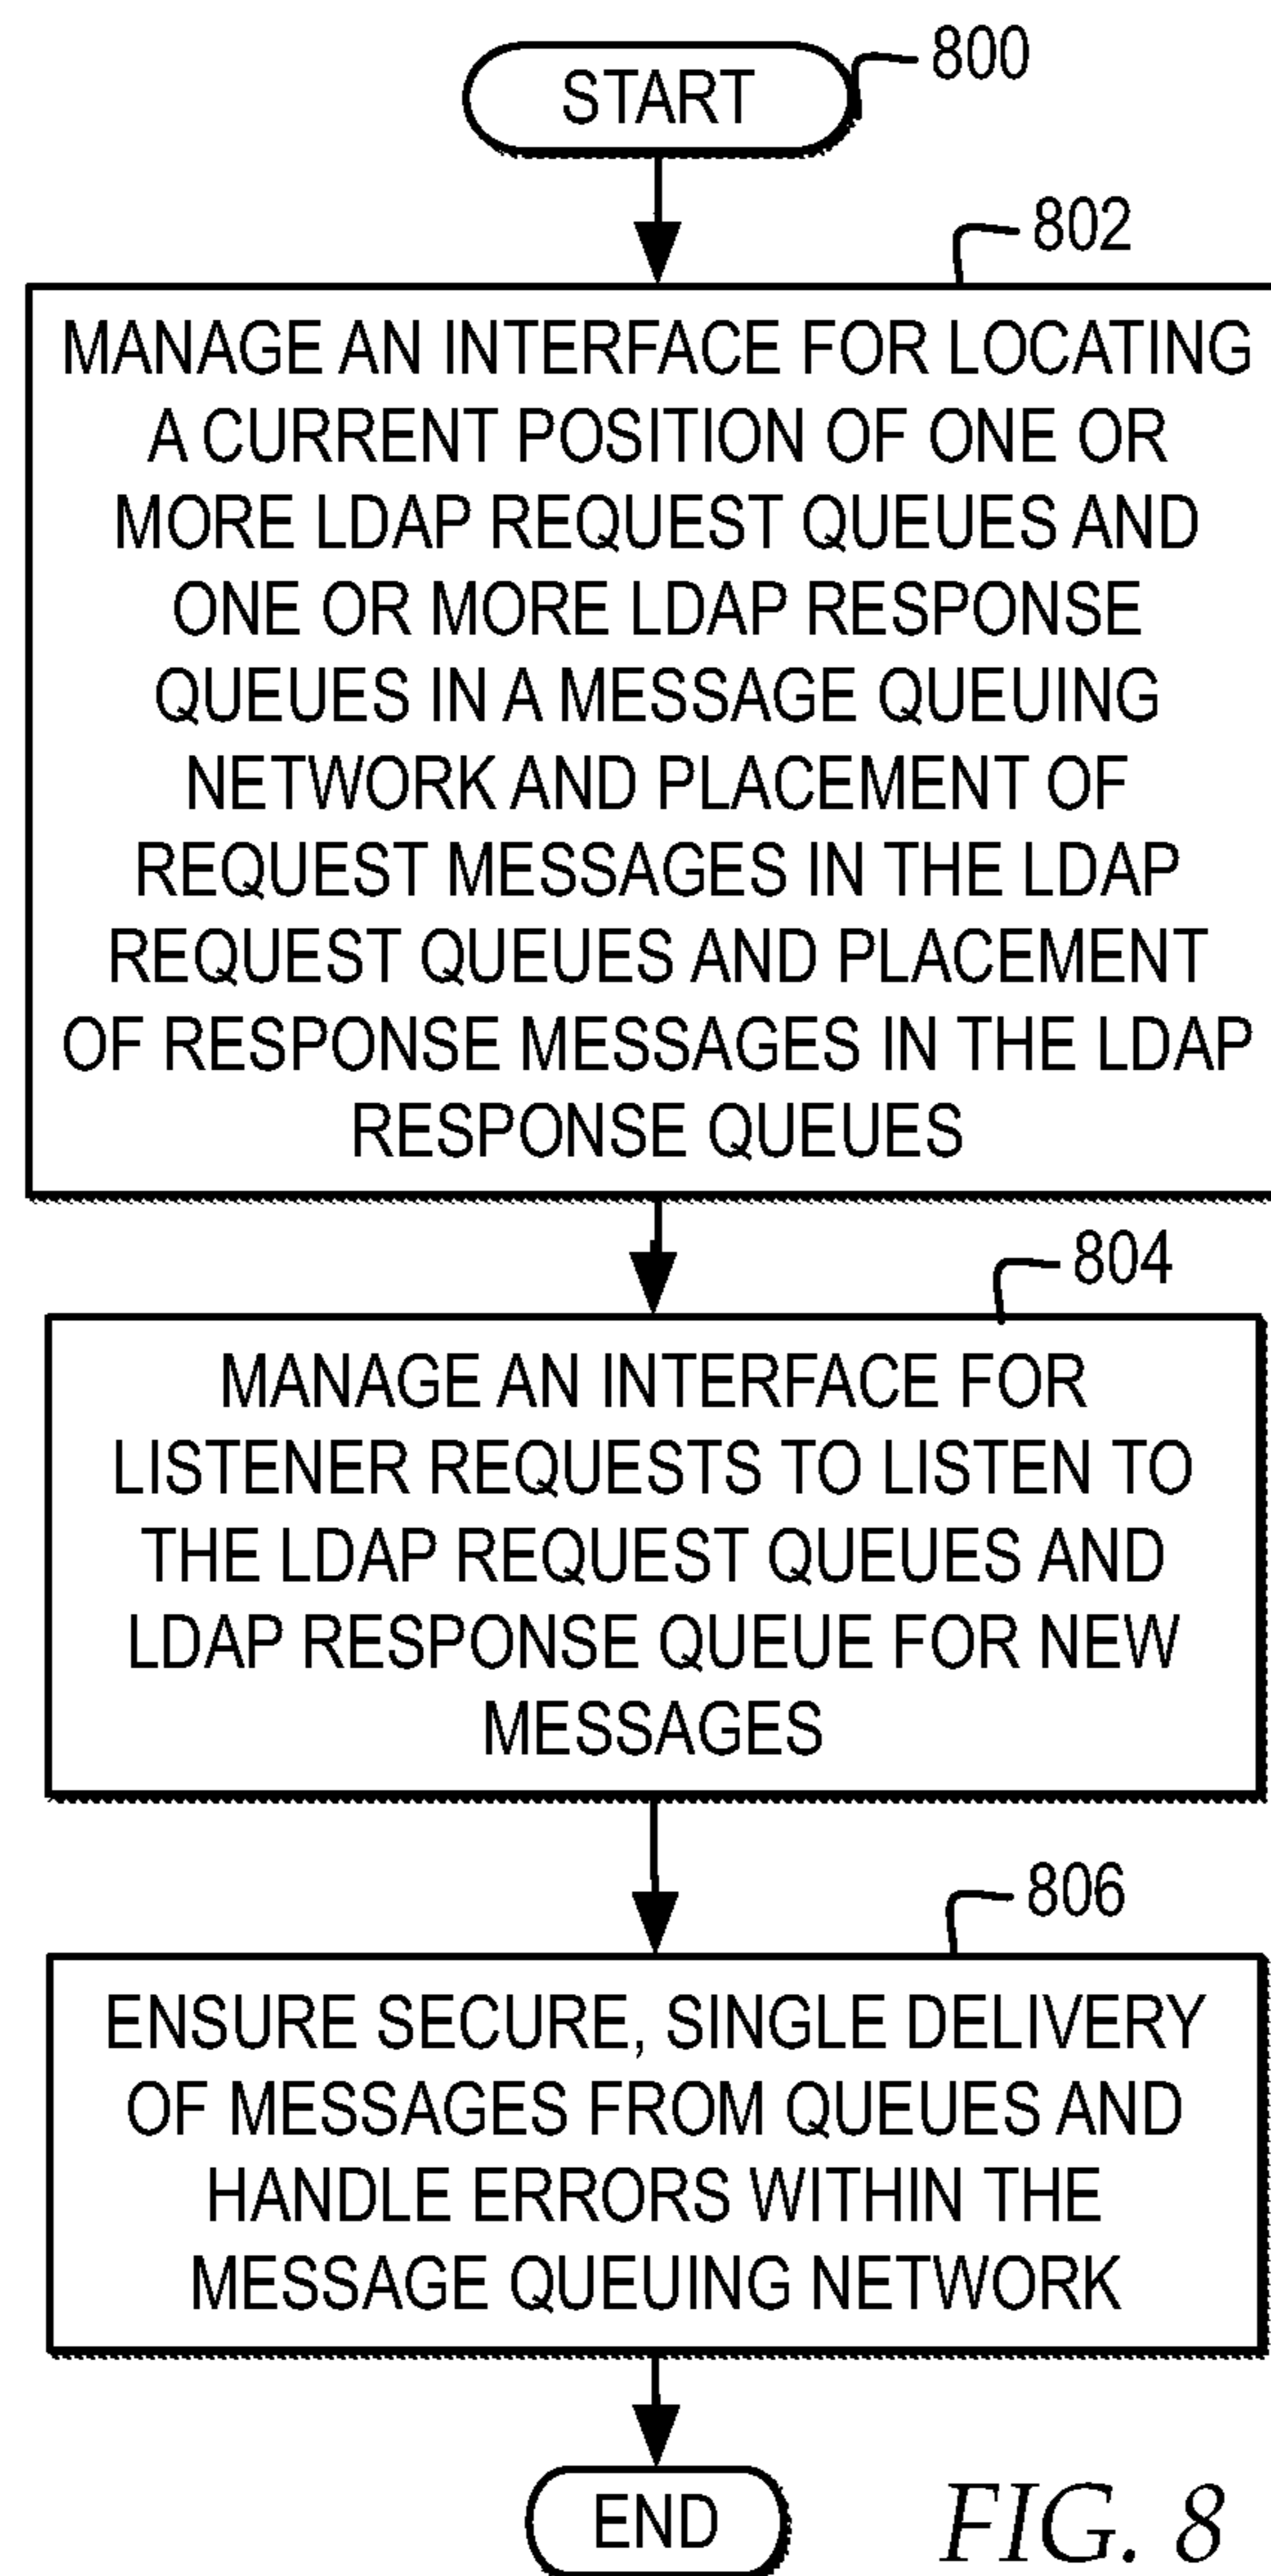 START
800
802
MANAGE AN INTERFACE FOR LOCATING
A CURRENT POSITION OF ONE OR
MORE LDAP REQUEST QUEUES AND
ONE OR MORE LDAP RESPONSE
QUEUES IN A MESSAGE QUEUING
NETWORK AND PLACEMENT OF
REQUEST MESSAGES IN THE LDAP
REQUEST QUEUES AND PLACEMENT
OF RESPONSE MESSAGES IN THE LDAP
RESPONSE QUEUES
804
MANAGE AN INTERFACE FOR
LISTENER REQUESTS TO LISTEN TO
THE LDAP REQUEST QUEUES AND
LDAP RESPONSE QUEUE FOR NEW
MESSAGES
806
ENSURE SECURE, SINGLE DELIVERY
OF MESSAGES FROM QUEUES AND
HANDLE ERRORS WITHIN THE
MESSAGE QUEUING NETWORK
END
FIG. 8